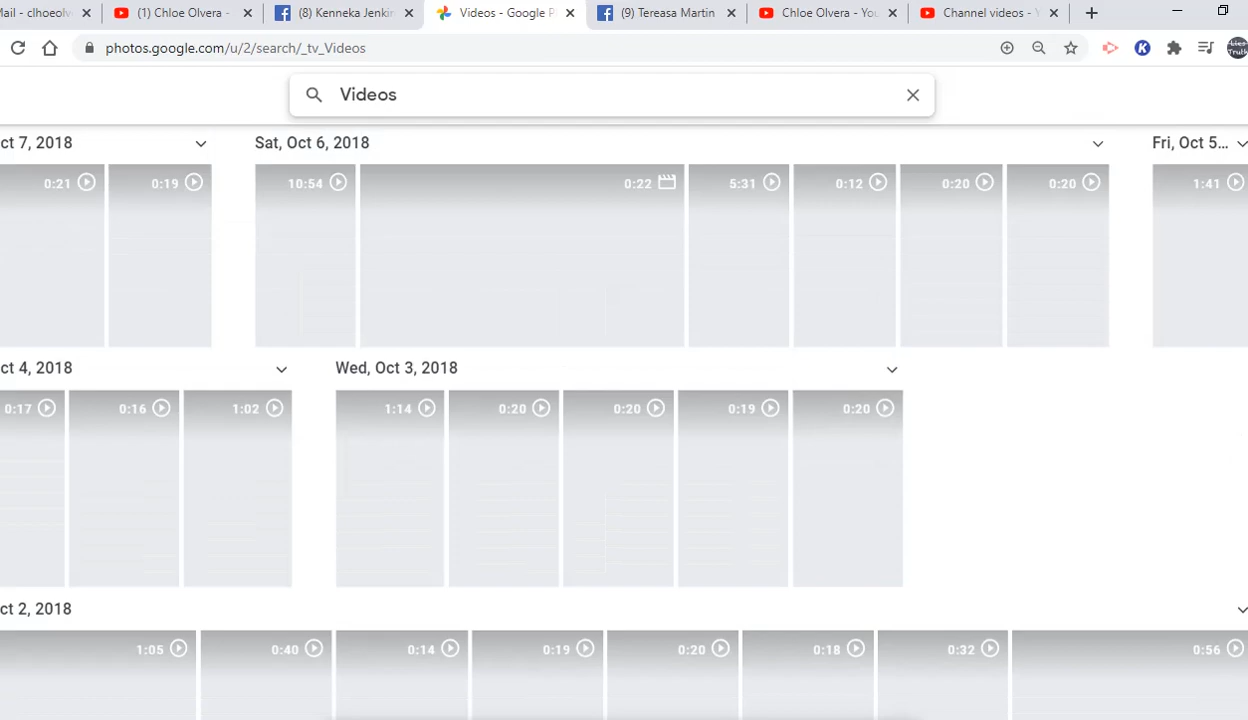 Mail - clhoeolv
(1) Chloe Olvera -
(8) Kenneka Jenkin
Videos - Google P
(9) Tereasa Martin
Chloe Olvera - You
Channel videos - Y
photos.google.com/u/2/search/_tv_Videos
Videos
ct 7, 2018
Sat, Oct 6, 2018
Fri, Oct 5...
0:21
0:19
10:54
0:22
5:31
0:12
0:20
0:20
1:41
ct 4, 2018
Wed, Oct 3, 2018
0:17
0:16
1:02
1:14
0:20
0:20
0:19
0:20
ct 2, 2018
1:05
0:40
0:14
0:19
0:20
0:18
0:32
0:56